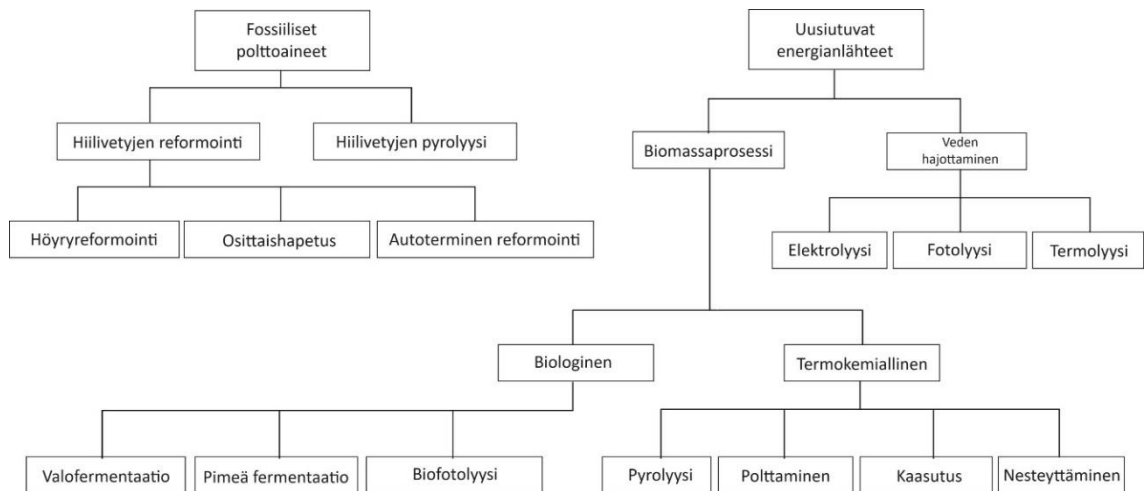 Fossiiliset
polttoaineet
Uusiutuvat
energianlähteet
Hiilivetyjen reformointi
Hiilivetyjen pyrolyysi
Biomassaprosessi
Veden
hajottaminen
Höyryreformointi
Osittaishapetus
Autoterminen reformointi
Elektrolyysi
Fotolyysi
Termolyysi
Biologinen
Termokemiallinen
Valofermentaatio
Pimeä fermentaatio
Biofotolyysi
Pyrolyysi
Polttaminen
Kaasutus
Nesteyttäminen